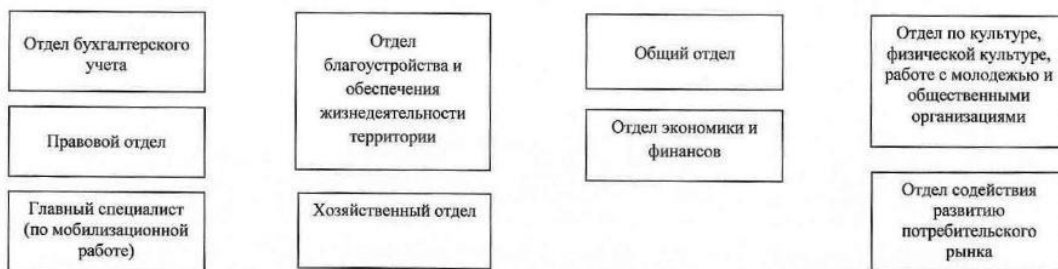 Отдел бухгалтерского
учета
Правовой отдел
Главный специалист
(по мобилизационной
работе)
Отдел
благоустройства и
обеспечения
жизнедеятельности
территории
Хозяйственный отдел
Общий отдел
Отдел экономики и
финансов
Отдел по культуре,
физической культуре,
работе с молодежью и
общественными
организациями
Отдел содействия
развитию
потребительского
рынка